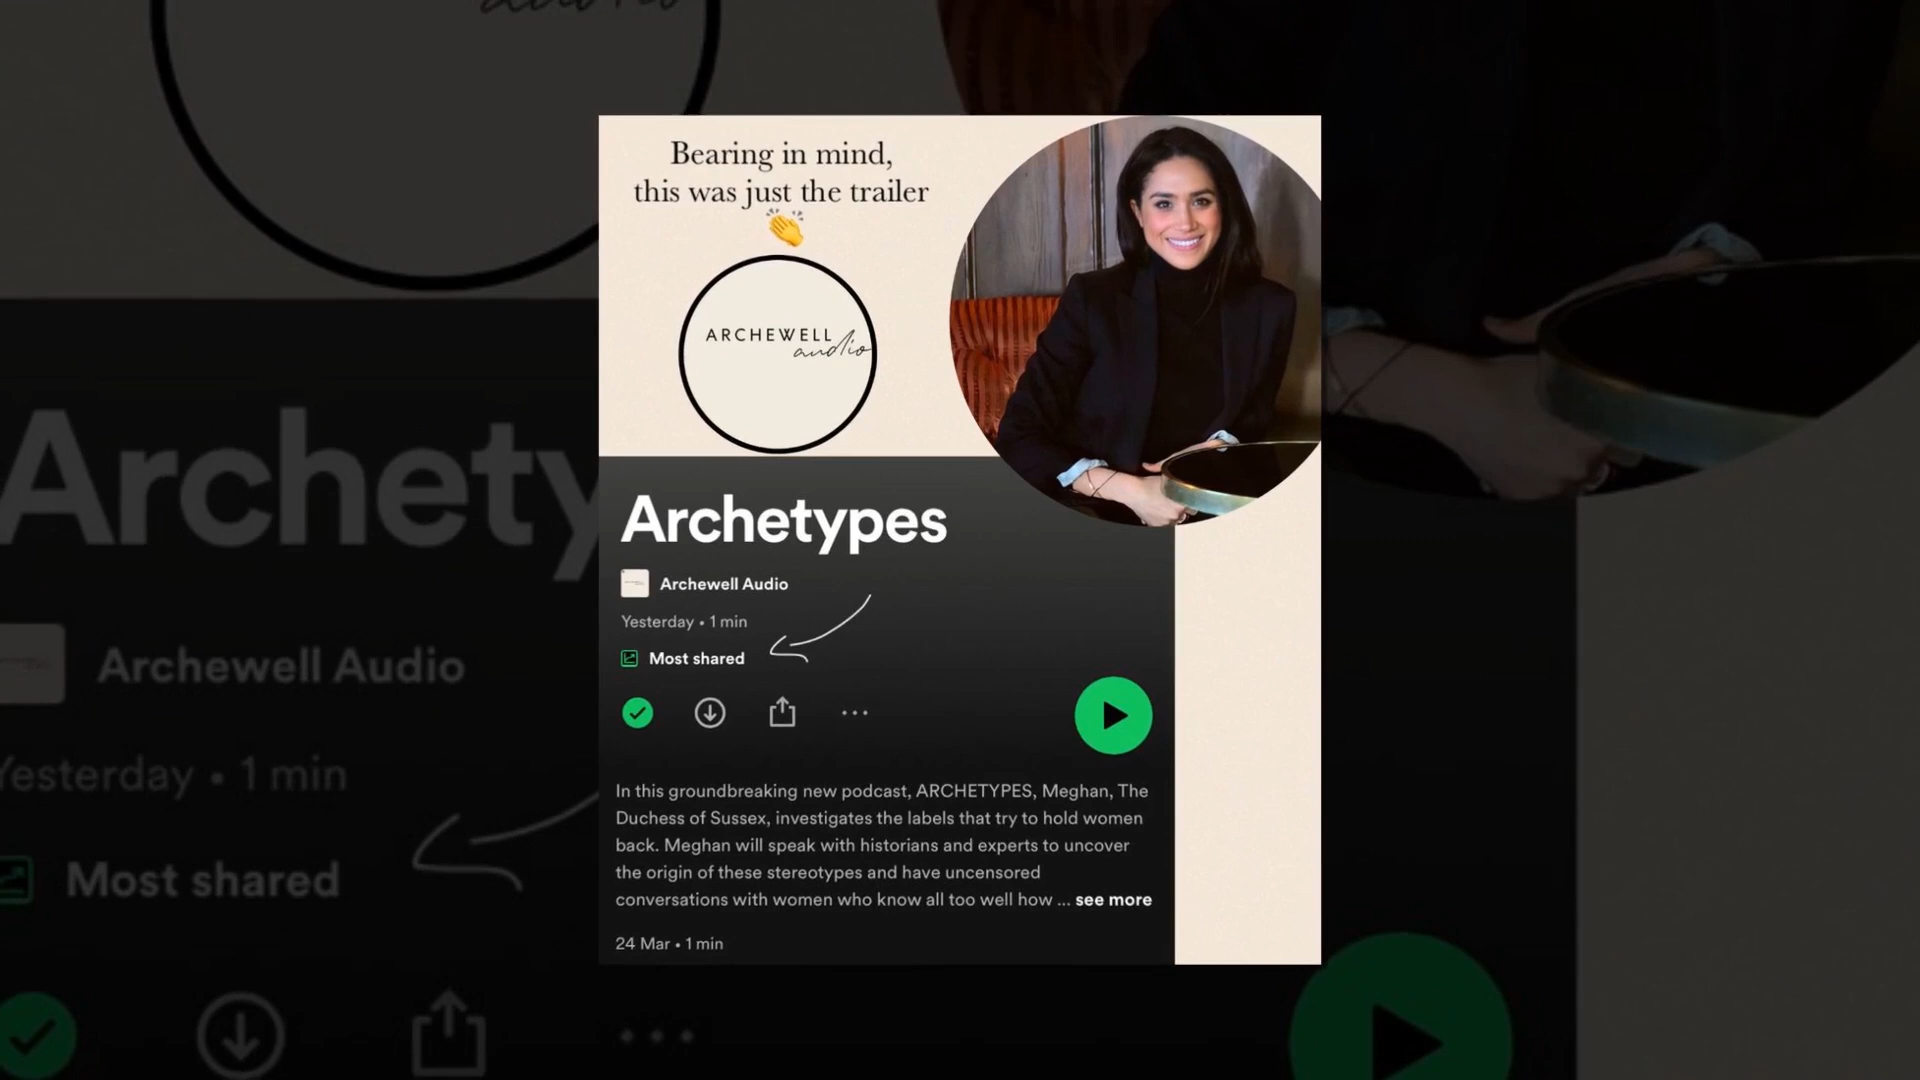 Bearing in mind,
this was just the trailer
ARCHEWELL
audio
Archetypes
Archewell Audio
Yesterday • 1 min
Most shared
In this groundbreaking new podcast, ARCHETYPES, Meghan, The
Duchess of Sussex, investigates the labels that try to hold women
back. Meghan will speak with historians and experts to uncover
the origin of these stereotypes and have uncensored
conversations with women who know all too well how ... see more
24 Mar • 1 min
audio
Archety
Archewell Audio
Yesterday • 1 min
Most shared